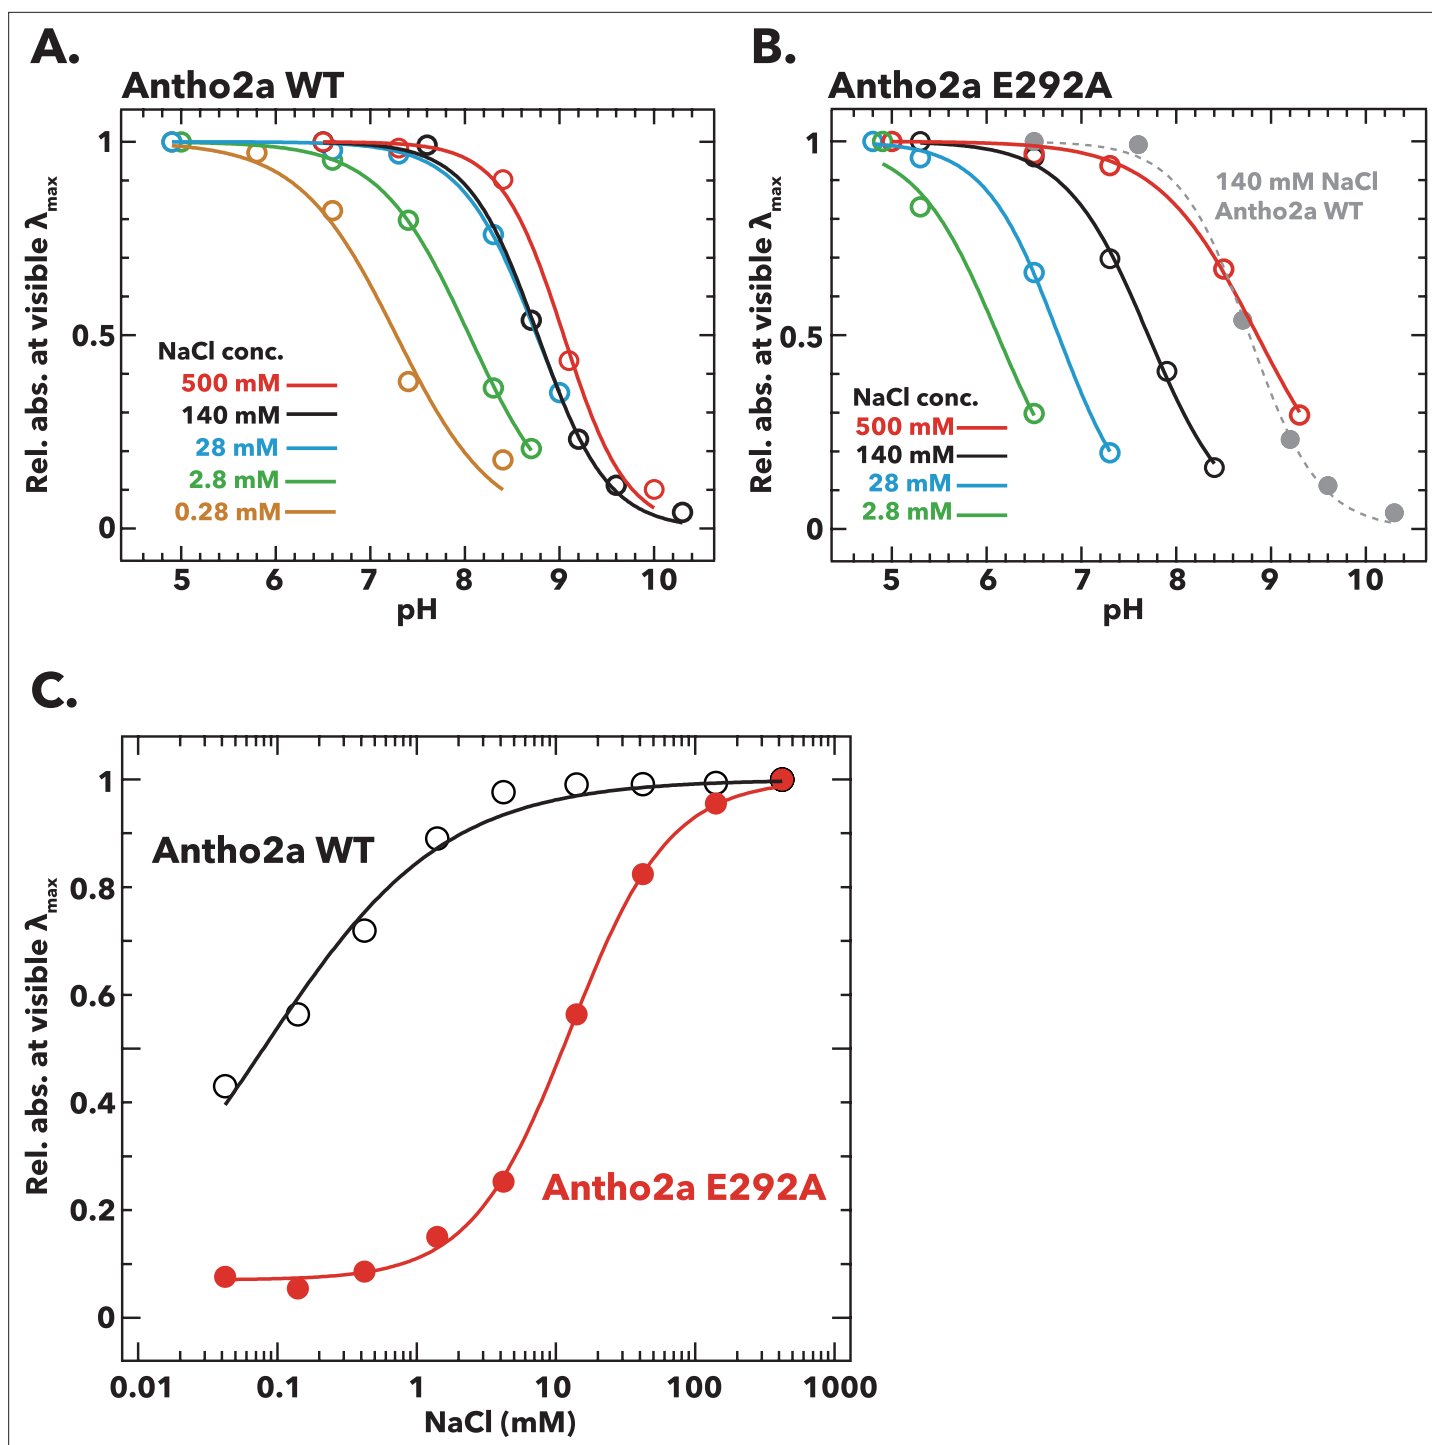 A.
Antho2a WT
Rel. abs. at visible λmax
1
0.5
0
NaCl conc.
500 mM
140 mM
28 mM
2.8 mM
0.28 mM
5 6 7 8 9 10
pH
B.
Antho2a E292A
Rel. abs. at visible λmax
1
0.5
0
140 mM NaCl
Antho2a WT
NaCl conc.
500 mM
140 mM
28 mM
2.8 mM
5 6 7 8 9 10
pH
C.
Rel. abs. at visible λmax
1
0.8
0.6
0.4
0.2
0
Antho2a WT
Antho2a E292A
0.01 0.1 1 10 100 1000
NaCl (mM)